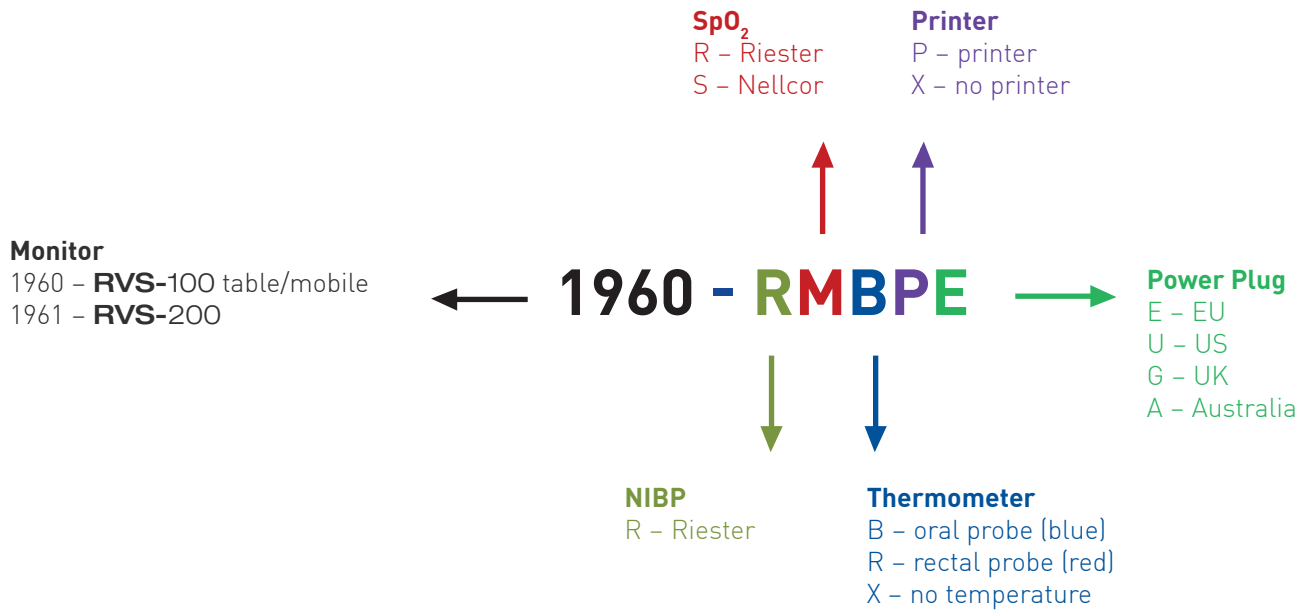 SpO₂
R – Riester
S – Nellcor
Printer
P – printer
X – no printer
Monitor
1960 – RVS-100 table/mobile
1961 – RVS-200
1960 - RMBPE
Power Plug
E – EU
U – US
G – UK
A – Australia
NIBP
R – Riester
Thermometer
B – oral probe (blue)
R – rectal probe (red)
X – no temperature